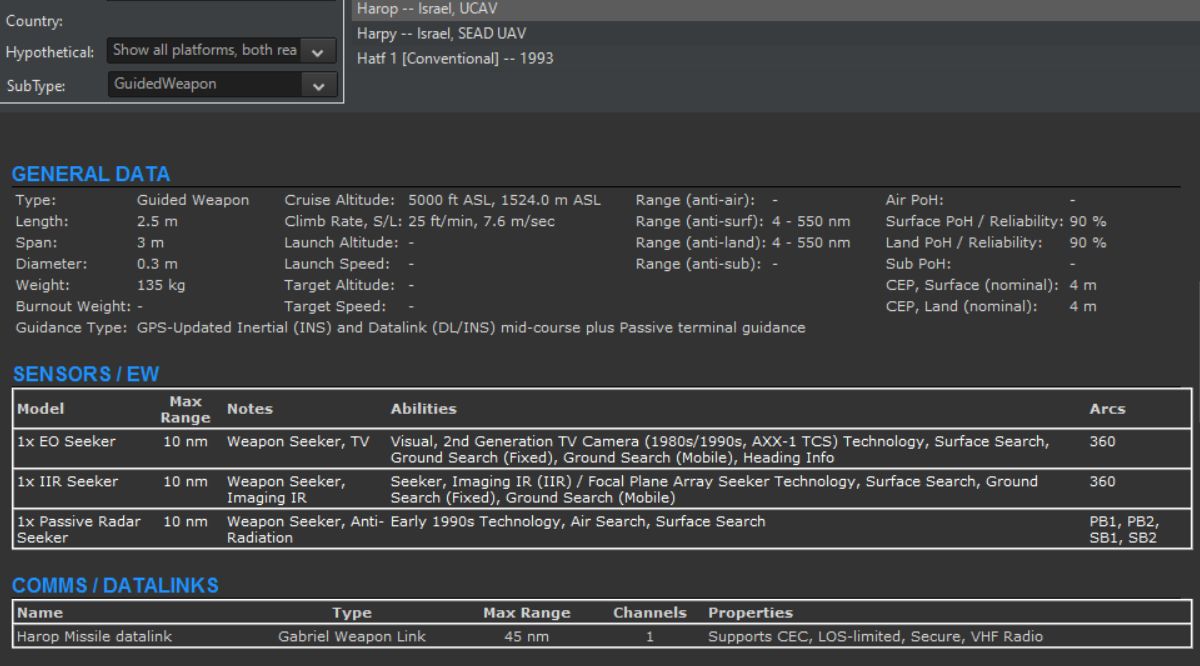 Harop -- Israel, UCAV
Country:
Harpy -- Israel, SEAD UAV
Hypothetical: Show all platforms, both rea
Hatf 1 [Conventional] -- 1993
SubType: GuidedWeapon
GENERAL DATA
Type: Guided Weapon Cruise Altitude: 5000 ft ASL, 1524.0 m ASL Range (anti-air): - Air PoH: -
Length: 2.5 m Climb Rate, S/L: 25 ft/min, 7.6 m/sec Range (anti-surf): 4 - 550 nm Surface PoH / Reliability: 90 %
Span: 3 m Launch Altitude: - Range (anti-land): 4 - 550 nm Land PoH / Reliability: 90 %
Diameter: 0.3 m Launch Speed: - Range (anti-sub): - Sub PoH: -
Weight: 135 kg Target Altitude: - CEP, Surface (nominal): 4 m
Burnout Weight: - Target Speed: - CEP, Land (nominal): 4 m
Guidance Type: GPS-Updated Inertial (INS) and Datalink (DL/INS) mid-course plus Passive terminal guidance
SENSORS / EW
Model Max Range Notes Abilities Arcs
1x EO Seeker 10 nm Weapon Seeker, TV Visual, 2nd Generation TV Camera (1980s/1990s, AXX-1 TCS) Technology, Surface Search, 360
Ground Search (Fixed), Ground Search (Mobile), Heading Info
1x IIR Seeker 10 nm Weapon Seeker, Seeker, Imaging IR (IIR) / Focal Plane Array Seeker Technology, Surface Search, Ground 360
Imaging IR Search (Fixed), Ground Search (Mobile)
1x Passive Radar 10 nm Weapon Seeker, Anti- Early 1990s Technology, Air Search, Surface Search PB1, PB2,
Seeker Radiation SB1, SB2
COMMS / DATALINKS
Name Type Max Range Channels Properties
Harop Missile datalink Gabriel Weapon Link 45 nm 1 Supports CEC, LOS-limited, Secure, VHF Radio